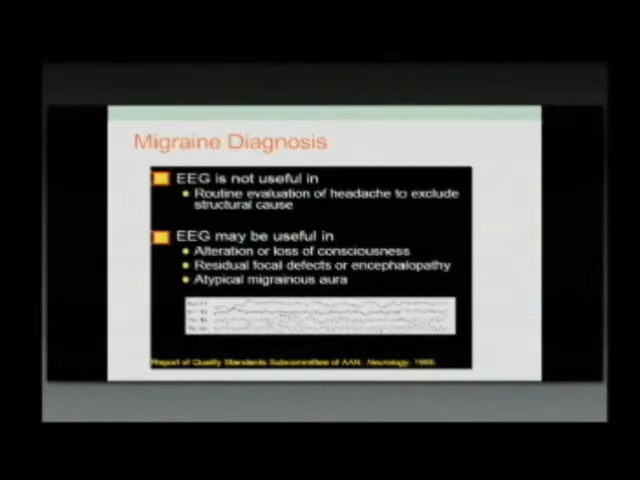 Migraine Diagnosis
EEG is not useful in
Routine evaluation of headache to exclude
structural cause
EEG may be useful in
Alteration or loss of consciousness
Residual focal defects or encephalopathy
Atypical migrainous aura
Report of Quality Standards Subcommittee of AAN. Neurology.